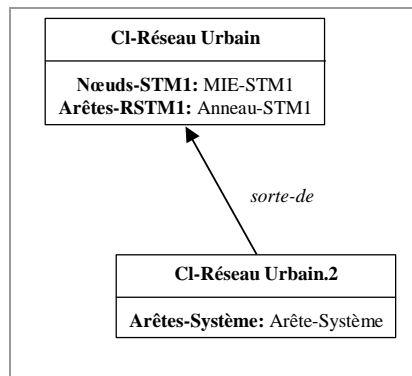 Cl-Réseau Urbain
Nœuds-STM1: MIE-STM1
Arêtes-RSTM1: Anneau-STM1
sorte-de
Cl-Réseau Urbain.2
Arêtes-Système: Arête-Système